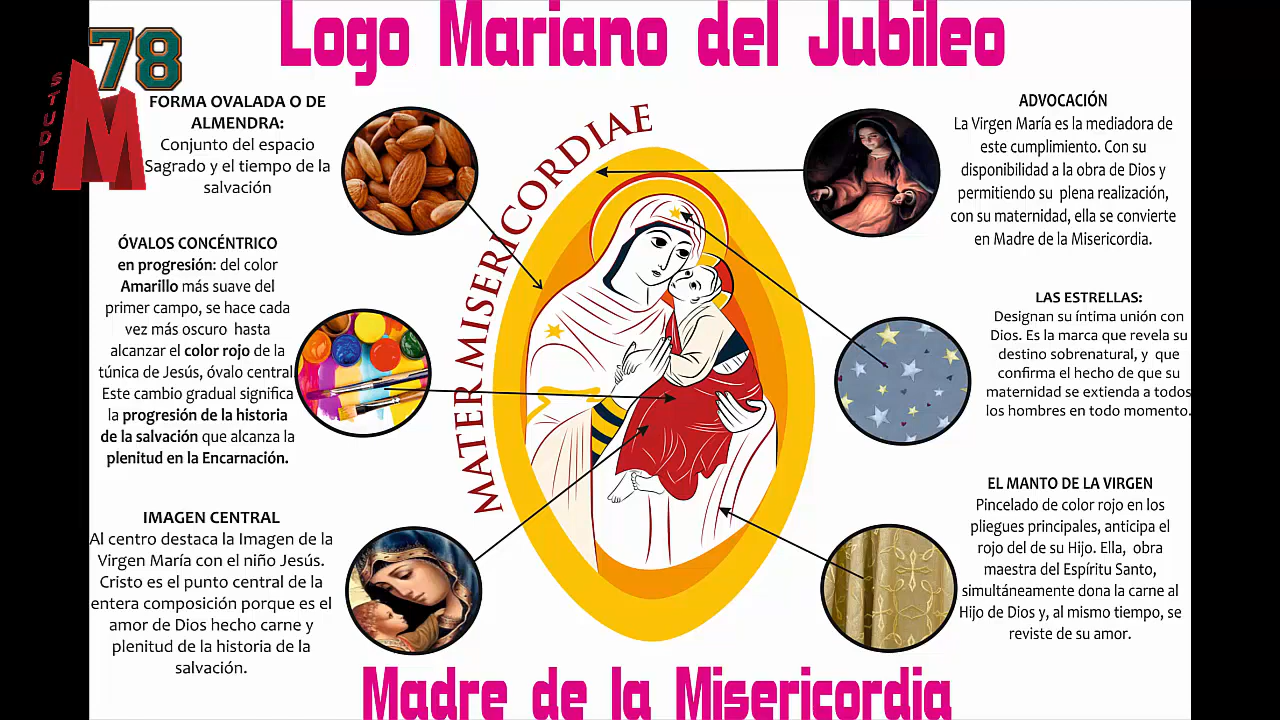 Logo Mariano del Jubileo
78
STUDIO
M
FORMA OVALADA O DE
ALMENDRA:
Conjunto del espacio
Sagrado y el tiempo de la
salvación
ÓVALOS CONCÉNTRICO
en progresión: del color
Amarillo más suave del
primer campo, se hace cada
vez más oscuro hasta
alcanzar el color rojo de la
túnica de Jesús, óvalo central
Este cambio gradual significa
la progresión de la historia
de la salvación que alcanza la
plenitud en la Encarnación.
IMAGEN CENTRAL
Al centro destaca la Imagen de la
Virgen María con el niño Jesús.
Cristo es el punto central de la
entera composición porque es el
amor de Dios hecho carne y
plenitud de la historia de la
salvación.
MATER MISERICORDIAE
ADVOCACIÓN
La Virgen María es la mediadora de
este cumplimiento. Con su
disponibilidad a la obra de Dios y
permitiendo su plena realización,
con su maternidad, ella se convierte
en Madre de la Misericordia.
LAS ESTRELLAS:
Designan su íntima unión con
Dios. Es la marca que revela su
destino sobrenatural, y que
confirma el hecho de que su
maternidad se extienda a todos
los hombres en todo momento.
EL MANTO DE LA VIRGEN
Pincelado de color rojo en los
pliegues principales, anticipa el
rojo del de su Hijo. Ella, obra
maestra del Espíritu Santo,
simultáneamente dona la carne al
Hijo de Dios y, al mismo tiempo, se
reviste de su amor.
Madre de la Misericordia